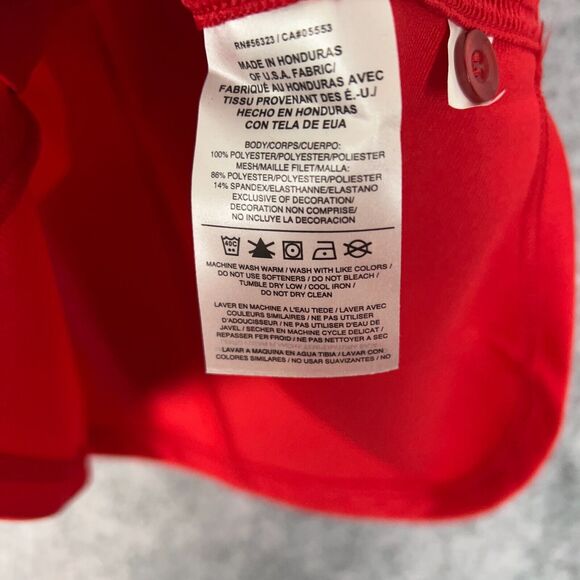 RN#56323 / CA#05553
MADE IN HONDURAS
OF U.S.A. FABRIC/
FABRIQUÉ AU HONDURAS AVEC
TISSU PROVENANT DES É.-U./
HECHO EN HONDURAS
CON TELA DE EUA
BODY/CORPS/CUERPO:
100% POLYESTER/POLYESTER/POLIESTER
MESH/MAILLE FILET/MALLA:
86% POLYESTER/POLYESTER/POLIESTER
14% SPANDEX/ELASTHANNE/ELASTANO
EXCLUSIVE OF DECORATION/
DECORATION NON COMPRISE/
NO INCLUYE LA DECORACION
40C
MACHINE WASH WARM / WASH WITH LIKE COLORS /
DO NOT USE SOFTENERS / DO NOT BLEACH /
TUMBLE DRY LOW / COOL IRON /
DO NOT DRY CLEAN
LAVER EN MACHINE A L'EAU TIEDE / LAVER AVEC
COULEURS SIMILAIRES / NE PAS UTILISER
D'ADOUCISSEUR / NE PAS UTILISER D'EAU DE
JAVEL / SECHER EN MACHINE CYCLE DELICAT /
REPASSER FER FROID / NE PAS NETTOYER A SEC
LAVAR A MAQUINA EN AGUA TIBIA / LAVAR CON
COLORES SIMILARES / NO USAR SUAVIZANTES / NO